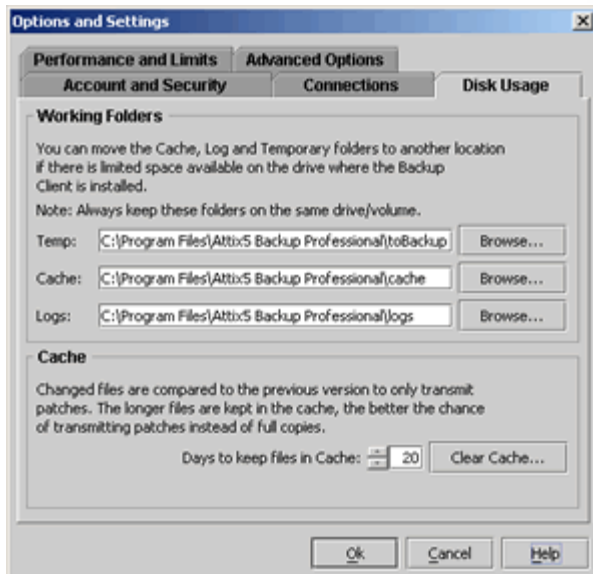 Options and Settings
Performance and Limits
Advanced Options
Account and Security
Connections
Disk Usage
Working Folders
You can move the Cache, Log and Temporary folders to another location
if there is limited space available on the drive where the Backup
Client is installed.
Note: Always keep these folders on the same drive/volume.
Temp: C:\Program Files\Attix5 Backup Professional\toBackup Browse...
Cache: C:\Program Files\Attix5 Backup Professional\cache Browse...
Logs: C:\Program Files\Attix5 Backup Professional\logs Browse...
Cache
Changed files are compared to the previous version to only transmit
patches. The longer files are kept in the cache, the better the chance
of transmitting patches instead of full copies.
Days to keep files in Cache: 20 Clear Cache...
Ok Cancel Help